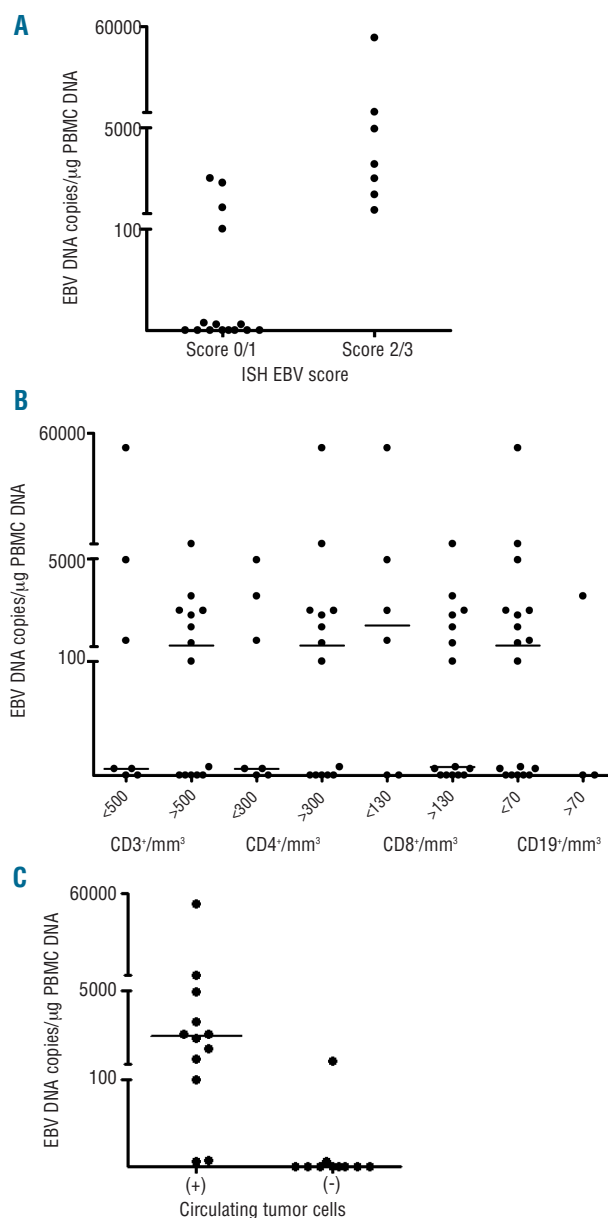 A
60000
5000
100
EBV DNA copies/µg PBMC DNA
Score 0/1 Score 2/3
ISH EBV score
B
60000
5000
100
EBV DNA copies/µg PBMC DNA
<500 >500 <300 >300 <130 >130 <70 >70
CD3⁺/mm³ CD4⁺/mm³ CD8⁺/mm³ CD19⁺/mm³
C
60000
5000
100
EBV DNA copies/µg PBMC DNA
(+) (-)
Circulating tumor cells